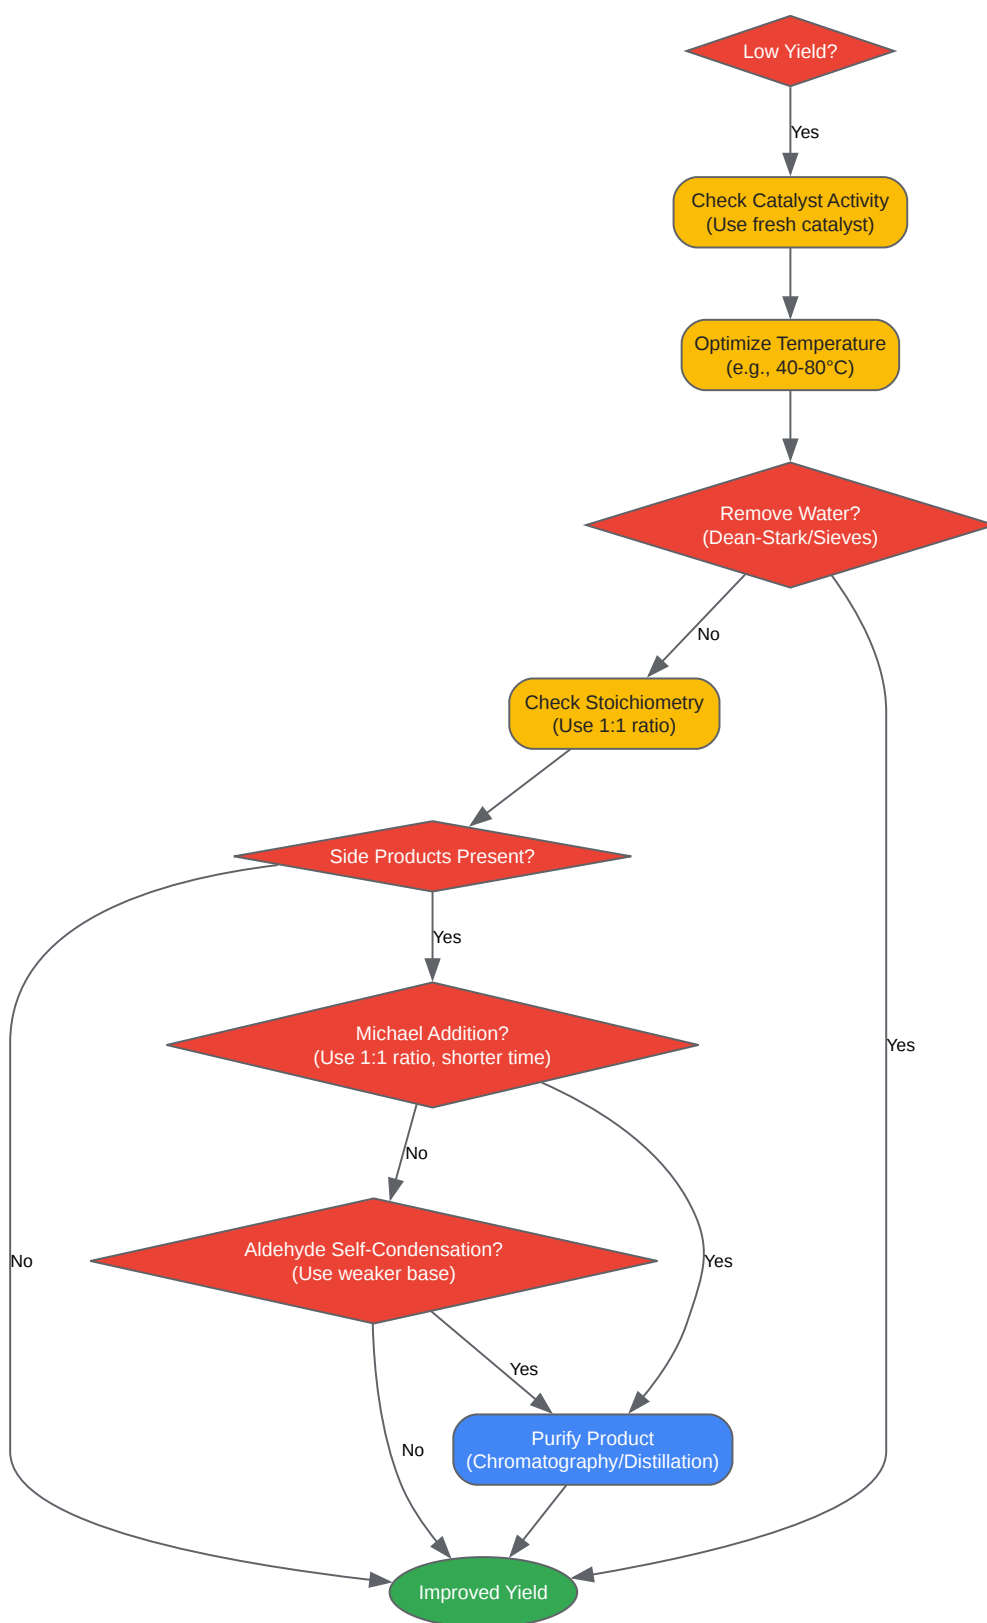 Low Yield?
Yes
Check Catalyst Activity
(Use fresh catalyst)
Optimize Temperature
(e.g., 40-80°C)
Remove Water?
(Dean-Stark/Sieves)
No
Check Stoichiometry
(Use 1:1 ratio)
Side Products Present?
Yes
Michael Addition?
(Use 1:1 ratio, shorter time)
Yes
No
Aldehyde Self-Condensation?
(Use weaker base)
No
Yes
Yes
Purify Product
(Chromatography/Distillation)
No
Improved Yield